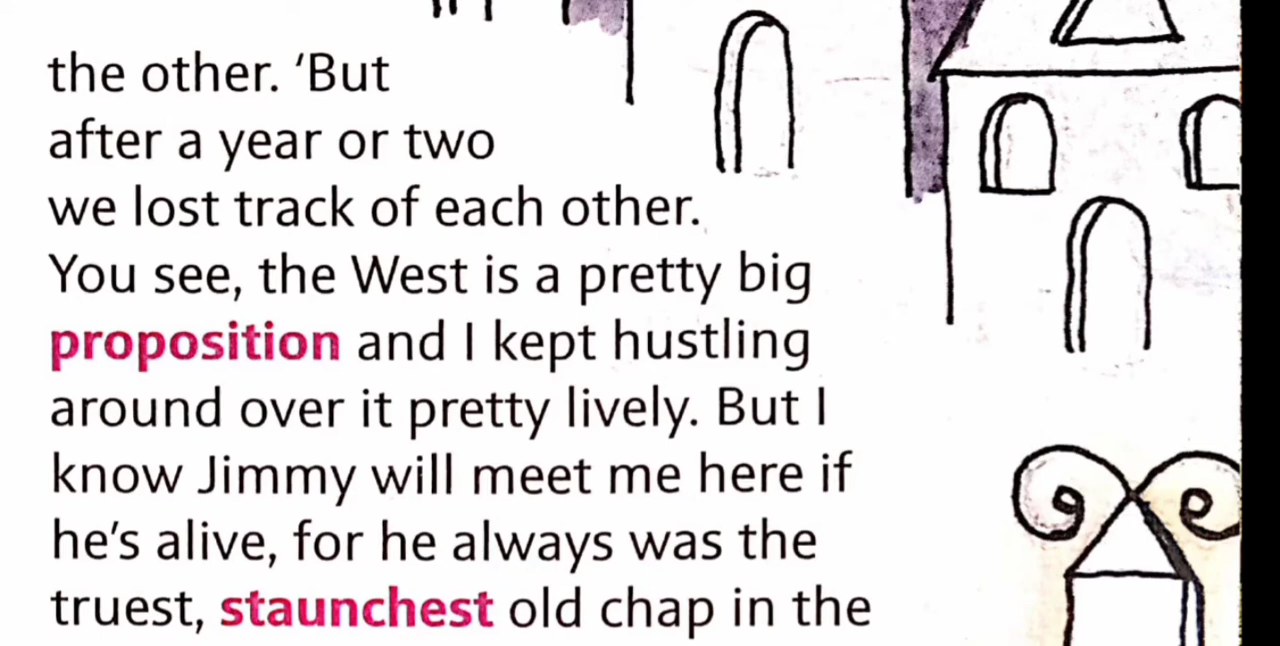 the other. ‘But
after a year or two
we lost track of each other.
You see, the West is a pretty big
proposition and I kept hustling
around over it pretty lively. But I
know Jimmy will meet me here if
he’s alive, for he always was the
truest, staunchest old chap in the